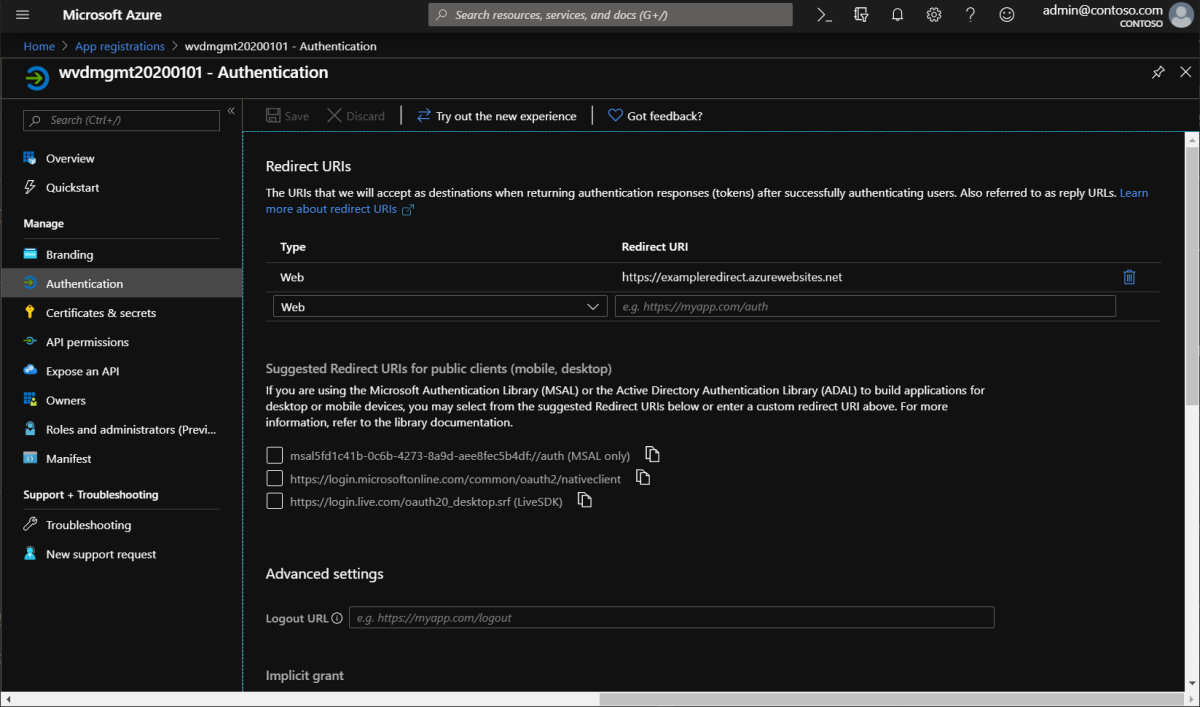 Microsoft Azure
Search resources, services, and docs (G+/)
admin@contoso.com
CONTOSO
Home > App registrations > wvdmgmt20200101 - Authentication
wvdmgmt20200101 - Authentication
Search (Ctrl+/)
Save
Discard
Try out the new experience
Got feedback?
Overview
Quickstart
Manage
Branding
Authentication
Certificates & secrets
API permissions
Expose an API
Owners
Roles and administrators (Previ...
Manifest
Support + Troubleshooting
Troubleshooting
New support request
Redirect URIs
The URIs that we will accept as destinations when returning authentication responses (tokens) after successfully authenticating users. Also referred to as reply URLs. Learn
more about redirect URIs
Type
Redirect URI
Web
https://exampleredirect.azurewebsites.net
Web
e.g. https://myapp.com/auth
Suggested Redirect URIs for public clients (mobile, desktop)
If you are using the Microsoft Authentication Library (MSAL) or the Active Directory Authentication Library (ADAL) to build applications for
desktop or mobile devices, you may select from the suggested Redirect URIs below or enter a custom redirect URI above. For more
information, refer to the library documentation.
msal5fd1c41b-0c6b-4273-8a9d-aee8fec5b4df://auth (MSAL only)
https://login.microsoftonline.com/common/oauth2/nativeclient
https://login.live.com/oauth20_desktop.srf (LiveSDK)
Advanced settings
Logout URL
e.g. https://myapp.com/logout
Implicit grant